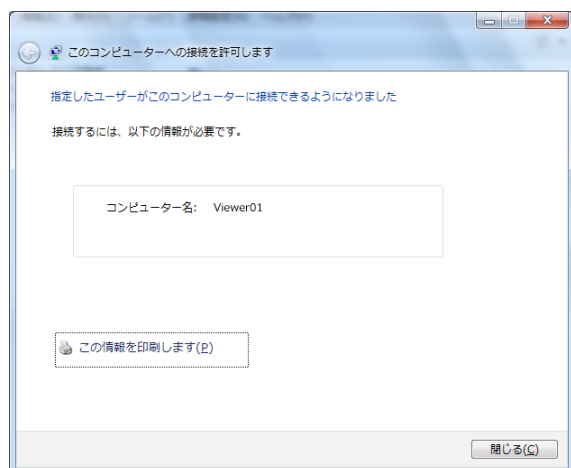 このコンピューターへの接続を許可します
指定したユーザーがこのコンピューターに接続できるようになりました
接続するには、以下の情報が必要です。
コンピューター名: Viewer01
この情報を印刷します(P)
閉じる(C)